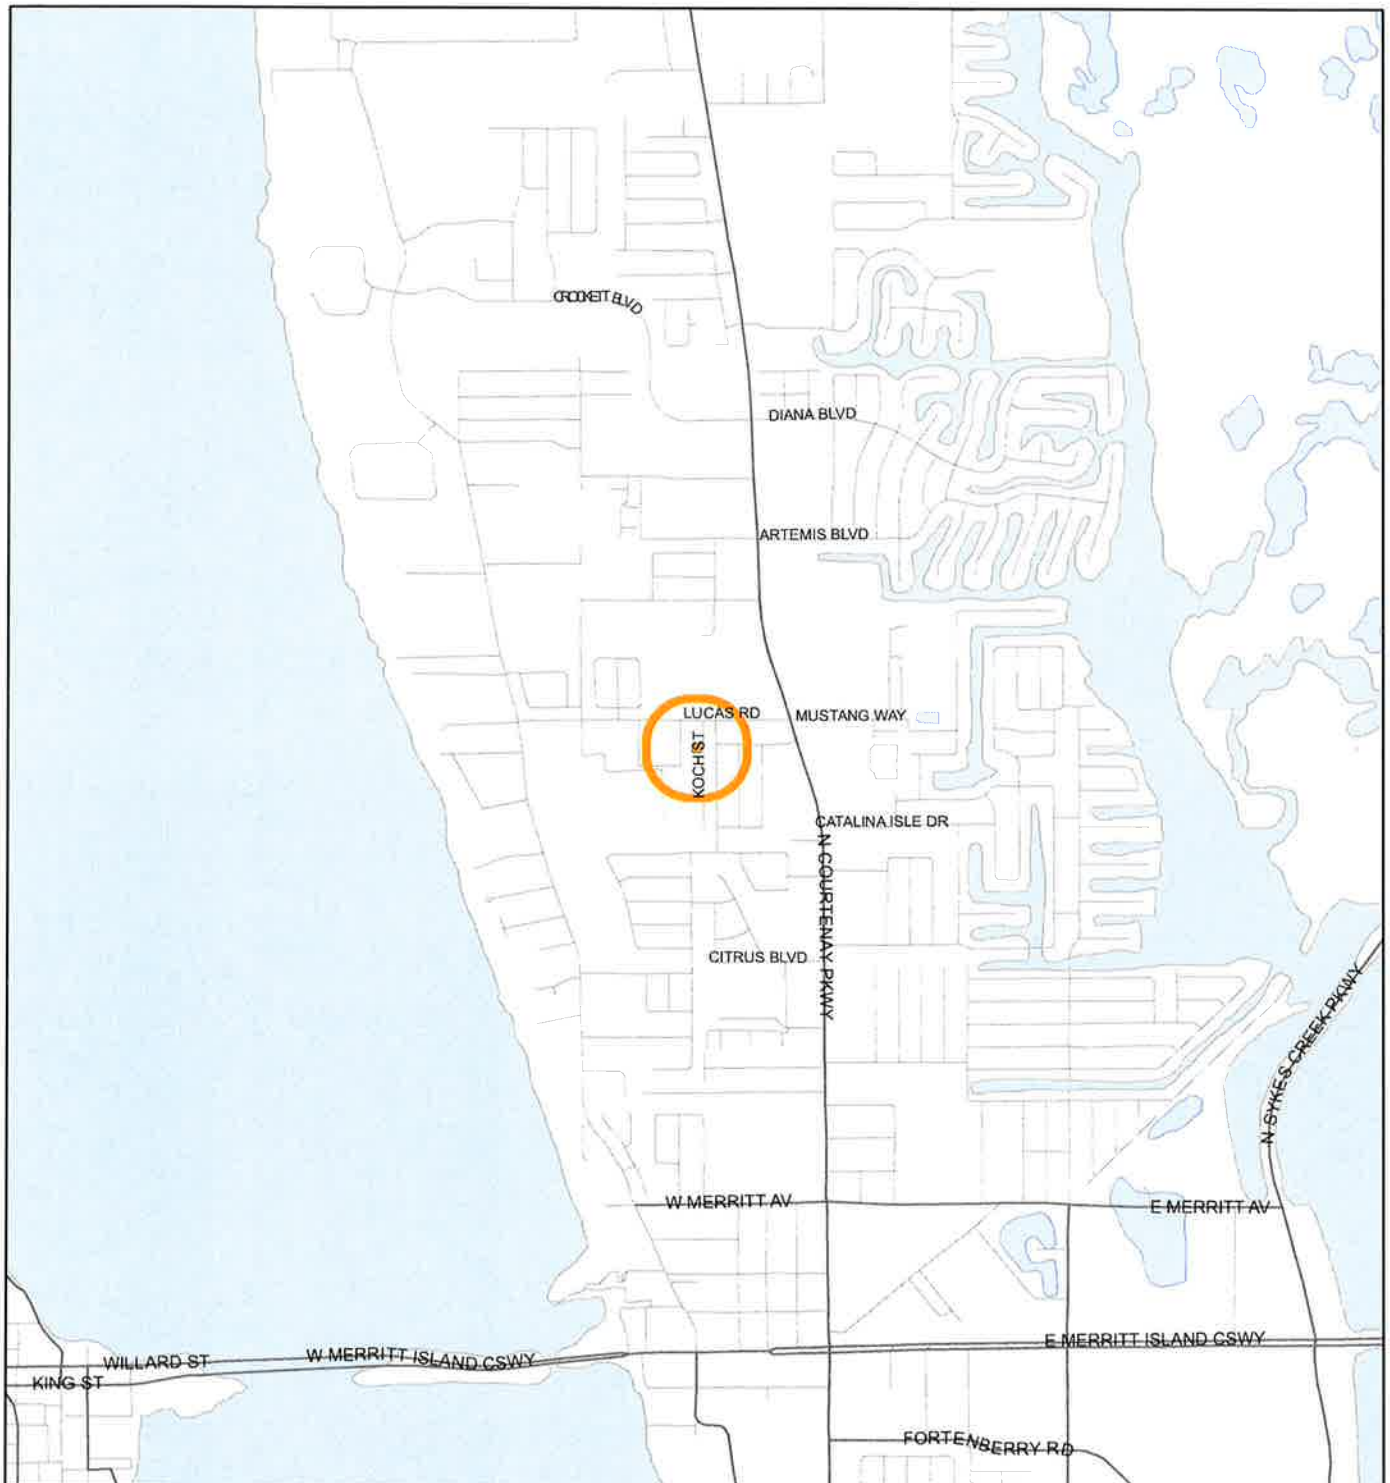 CROCKETT BLVD
DIANA BLVD
ARTEMIS BLVD
LUCAS RD
MUSTANG WAY
KOCH ST
CATALINA ISLE DR
N COURTENAY PKWY
CITRUS BLVD
N SYKES CREEK PKWY
W MERRITT AV
E MERRITT AV
E MERRITT ISLAND CSWY
WILLARD ST
W MERRITT ISLAND CSWY
KING ST
FORTENBERRY RD